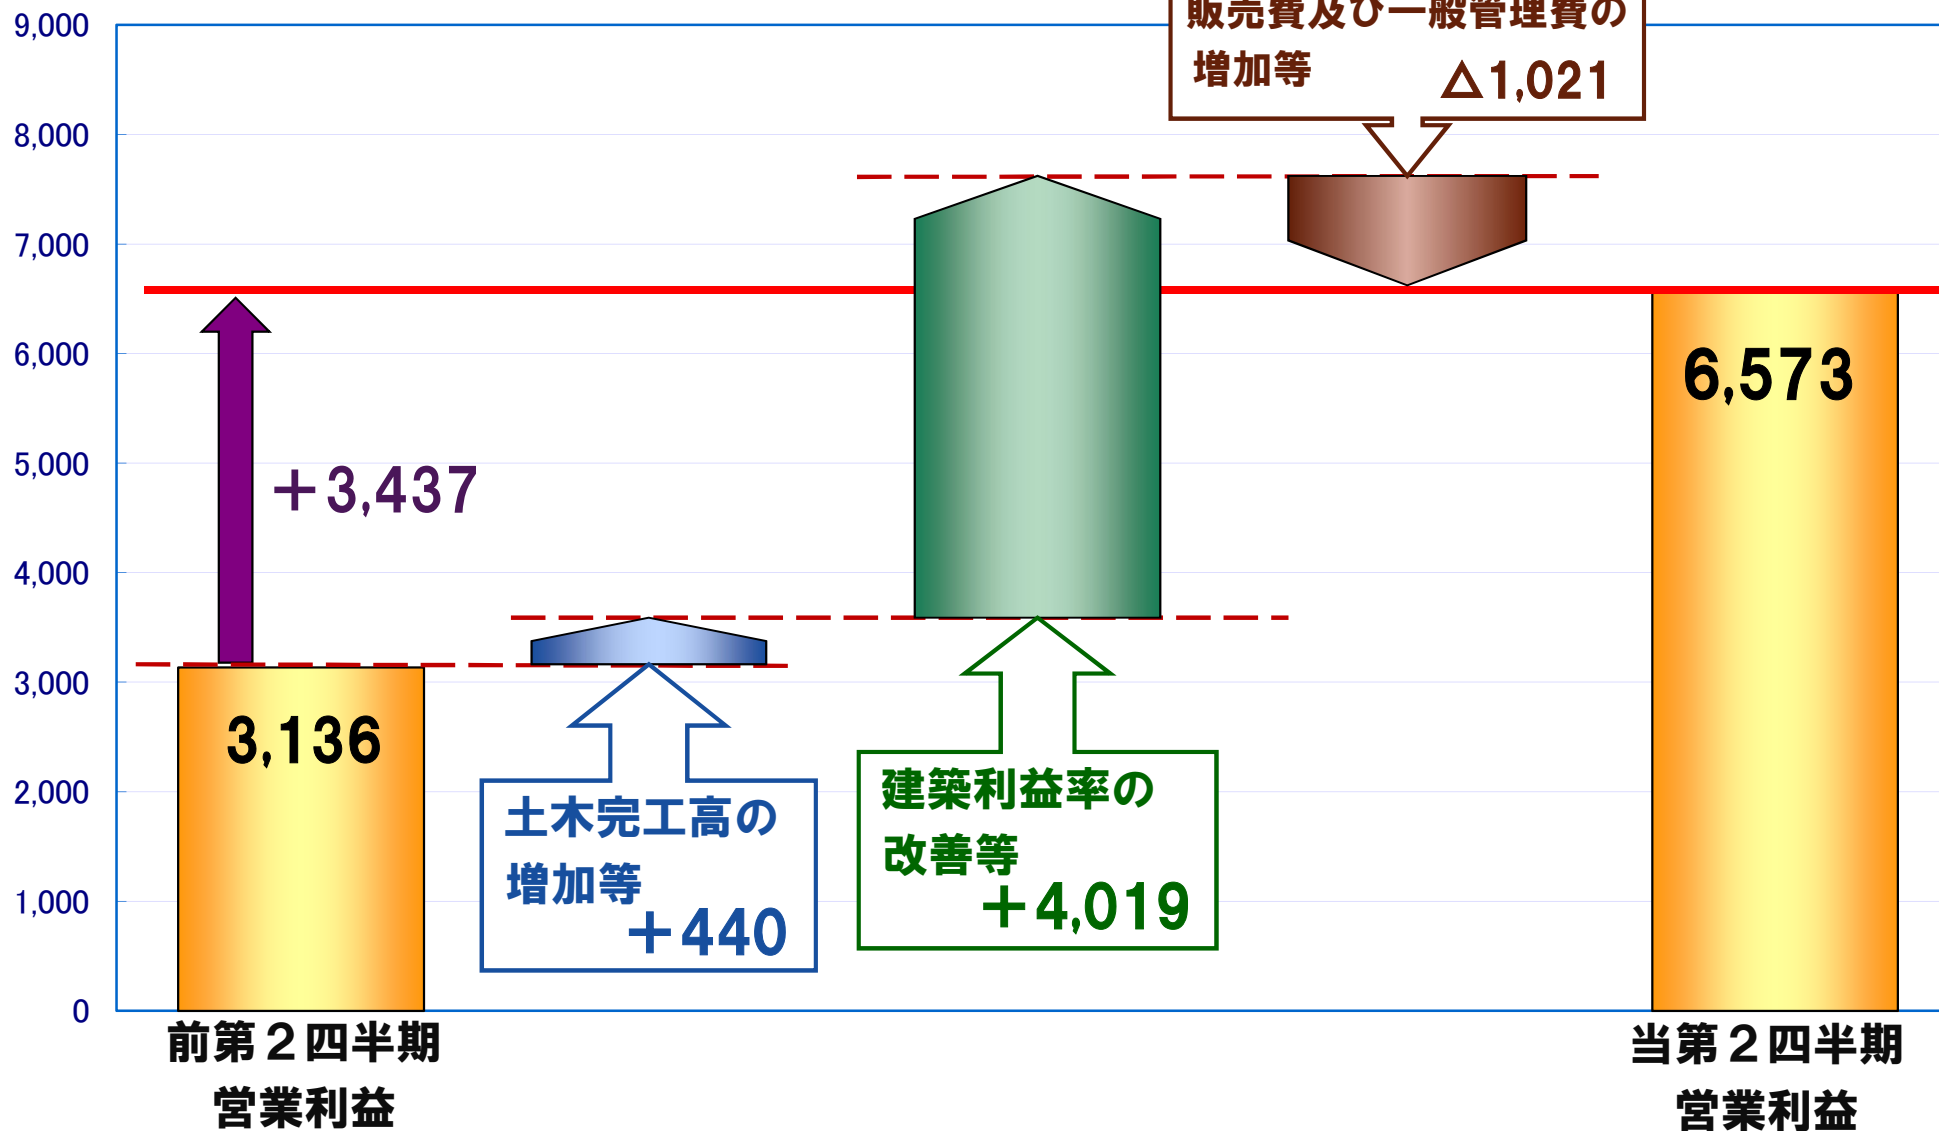 販売費及び一般管理費の
増加等
△1,021
9,000
8,000
7,000
6,000
5,000
4,000
3,000
2,000
1,000
0
+3,437
3,136
土木完工高の
増加等
+440
建築利益率の
改善等
+4,019
6,573
前第2四半期
営業利益
当第2四半期
営業利益